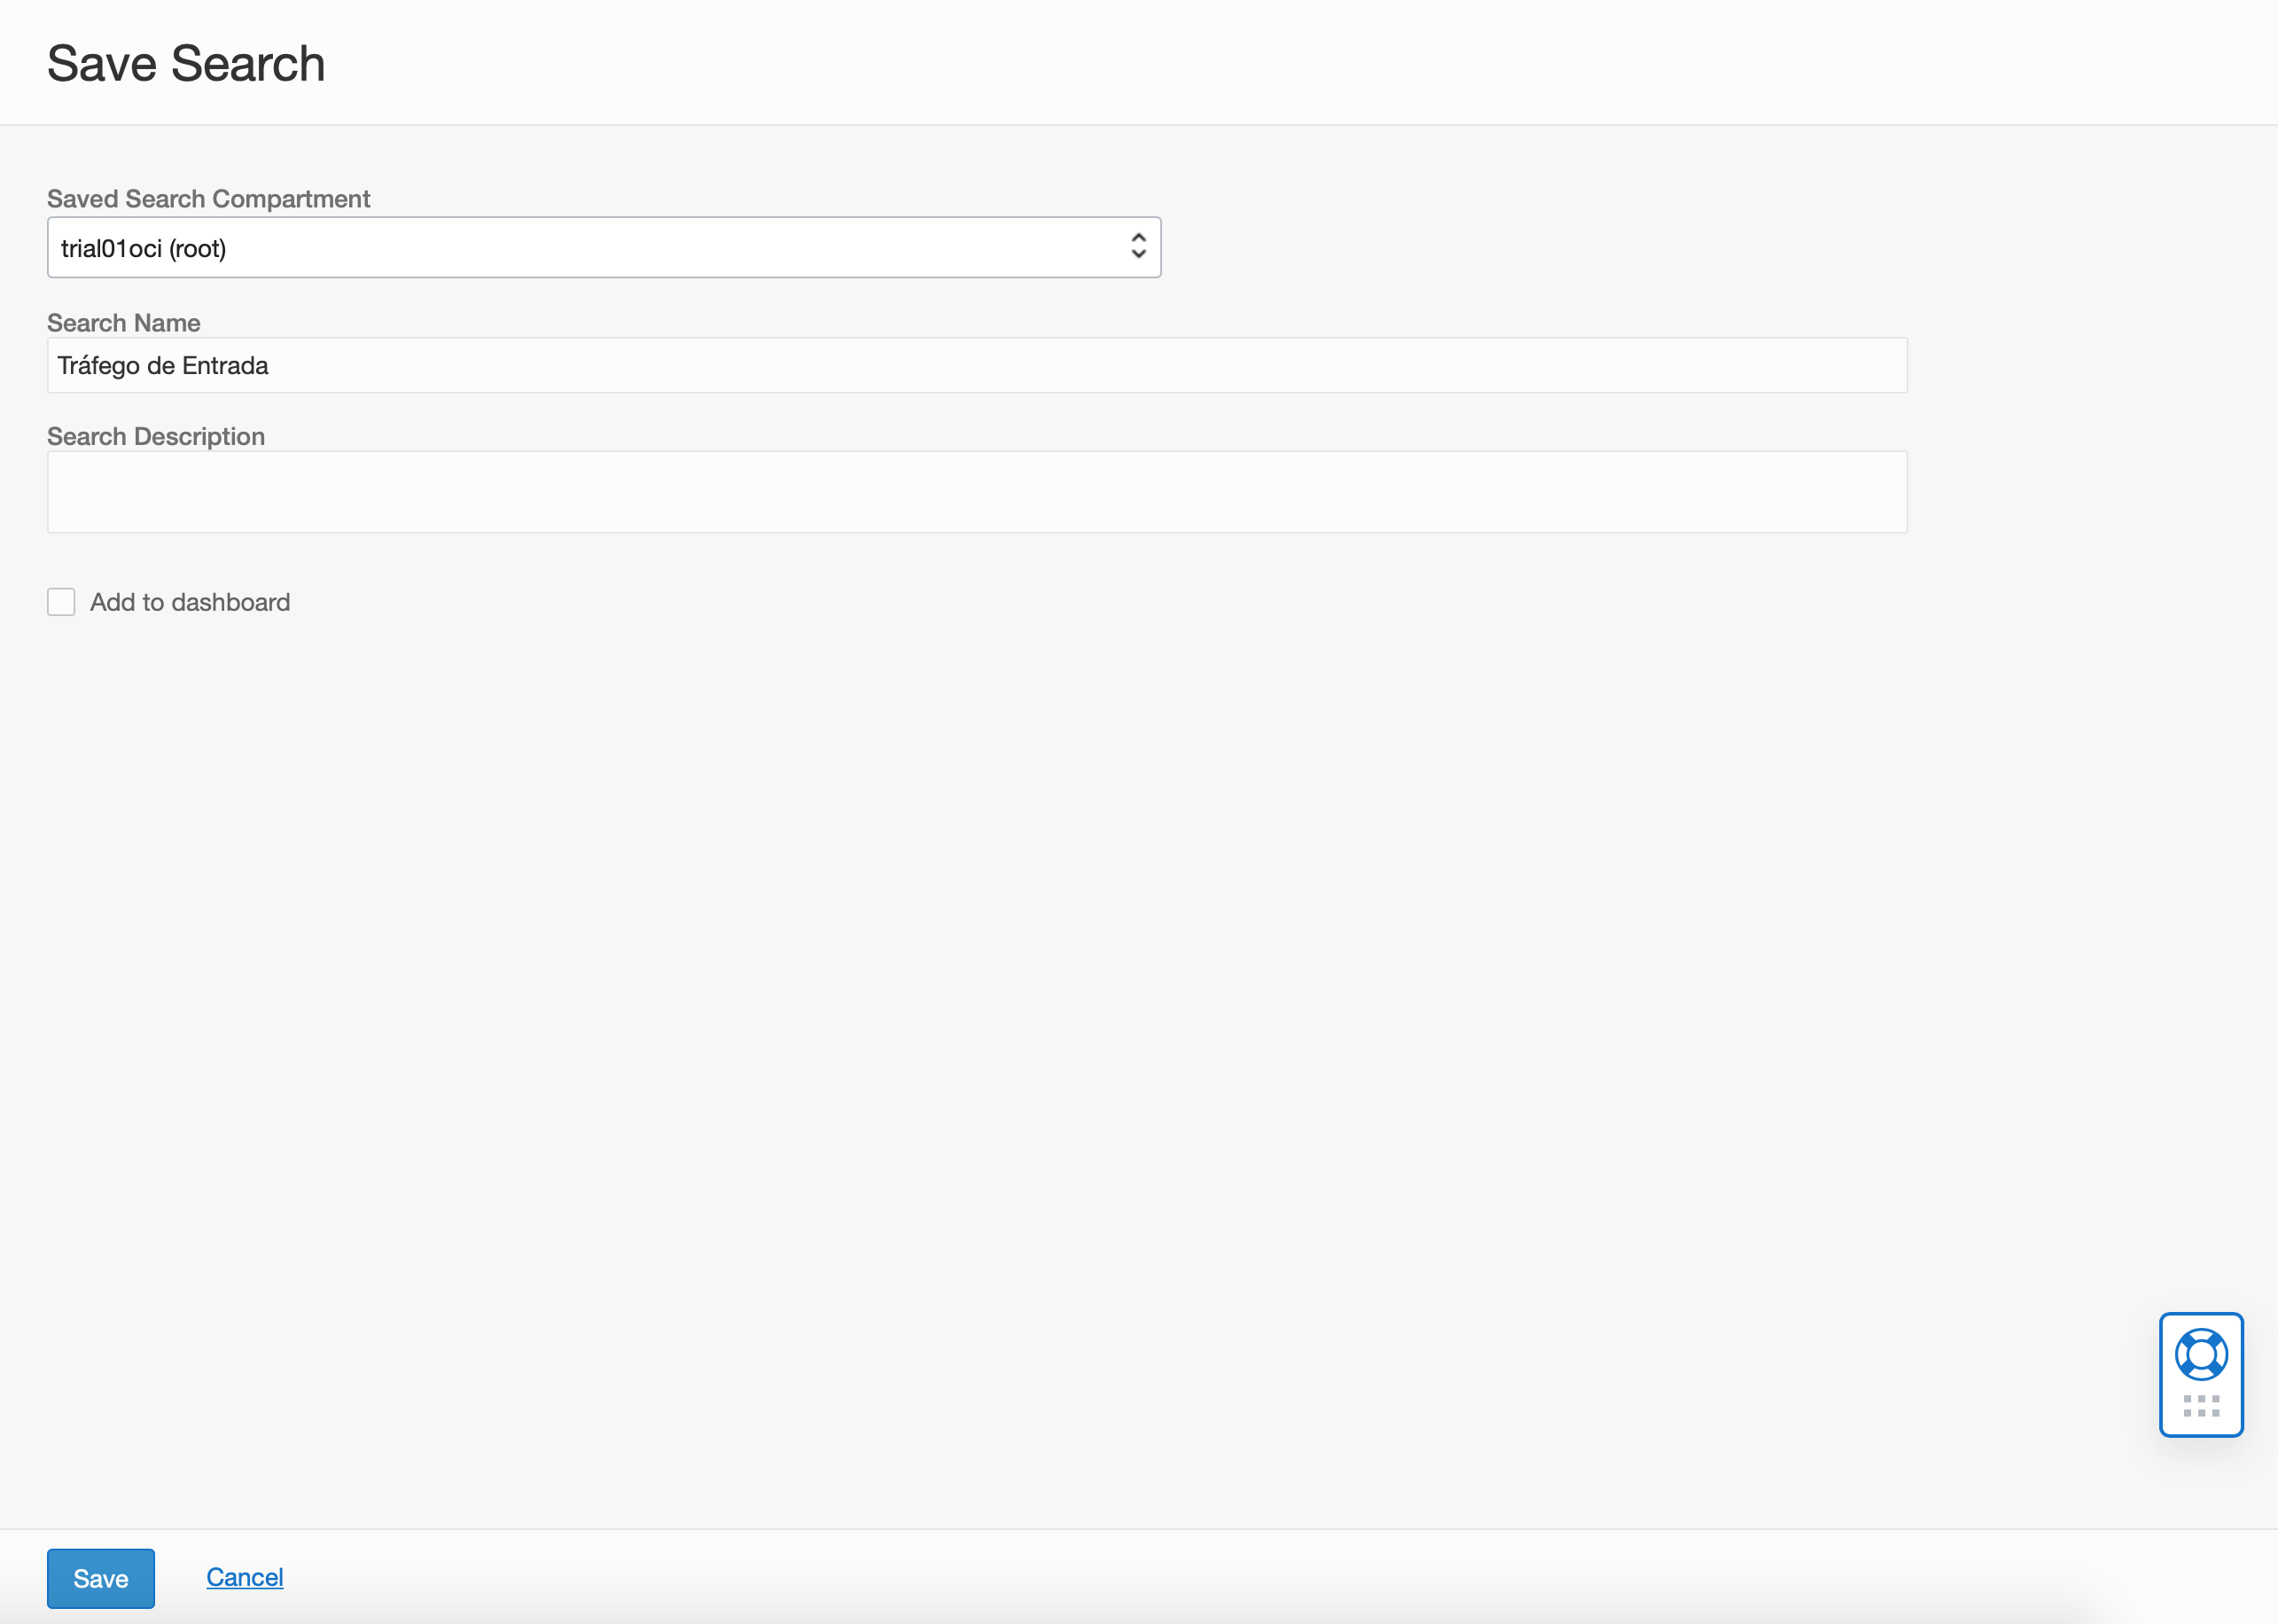 Save Search
Saved Search Compartment
trial01oci (root)
Search Name
Tráfego de Entrada
Search Description
Add to dashboard
Save
Cancel